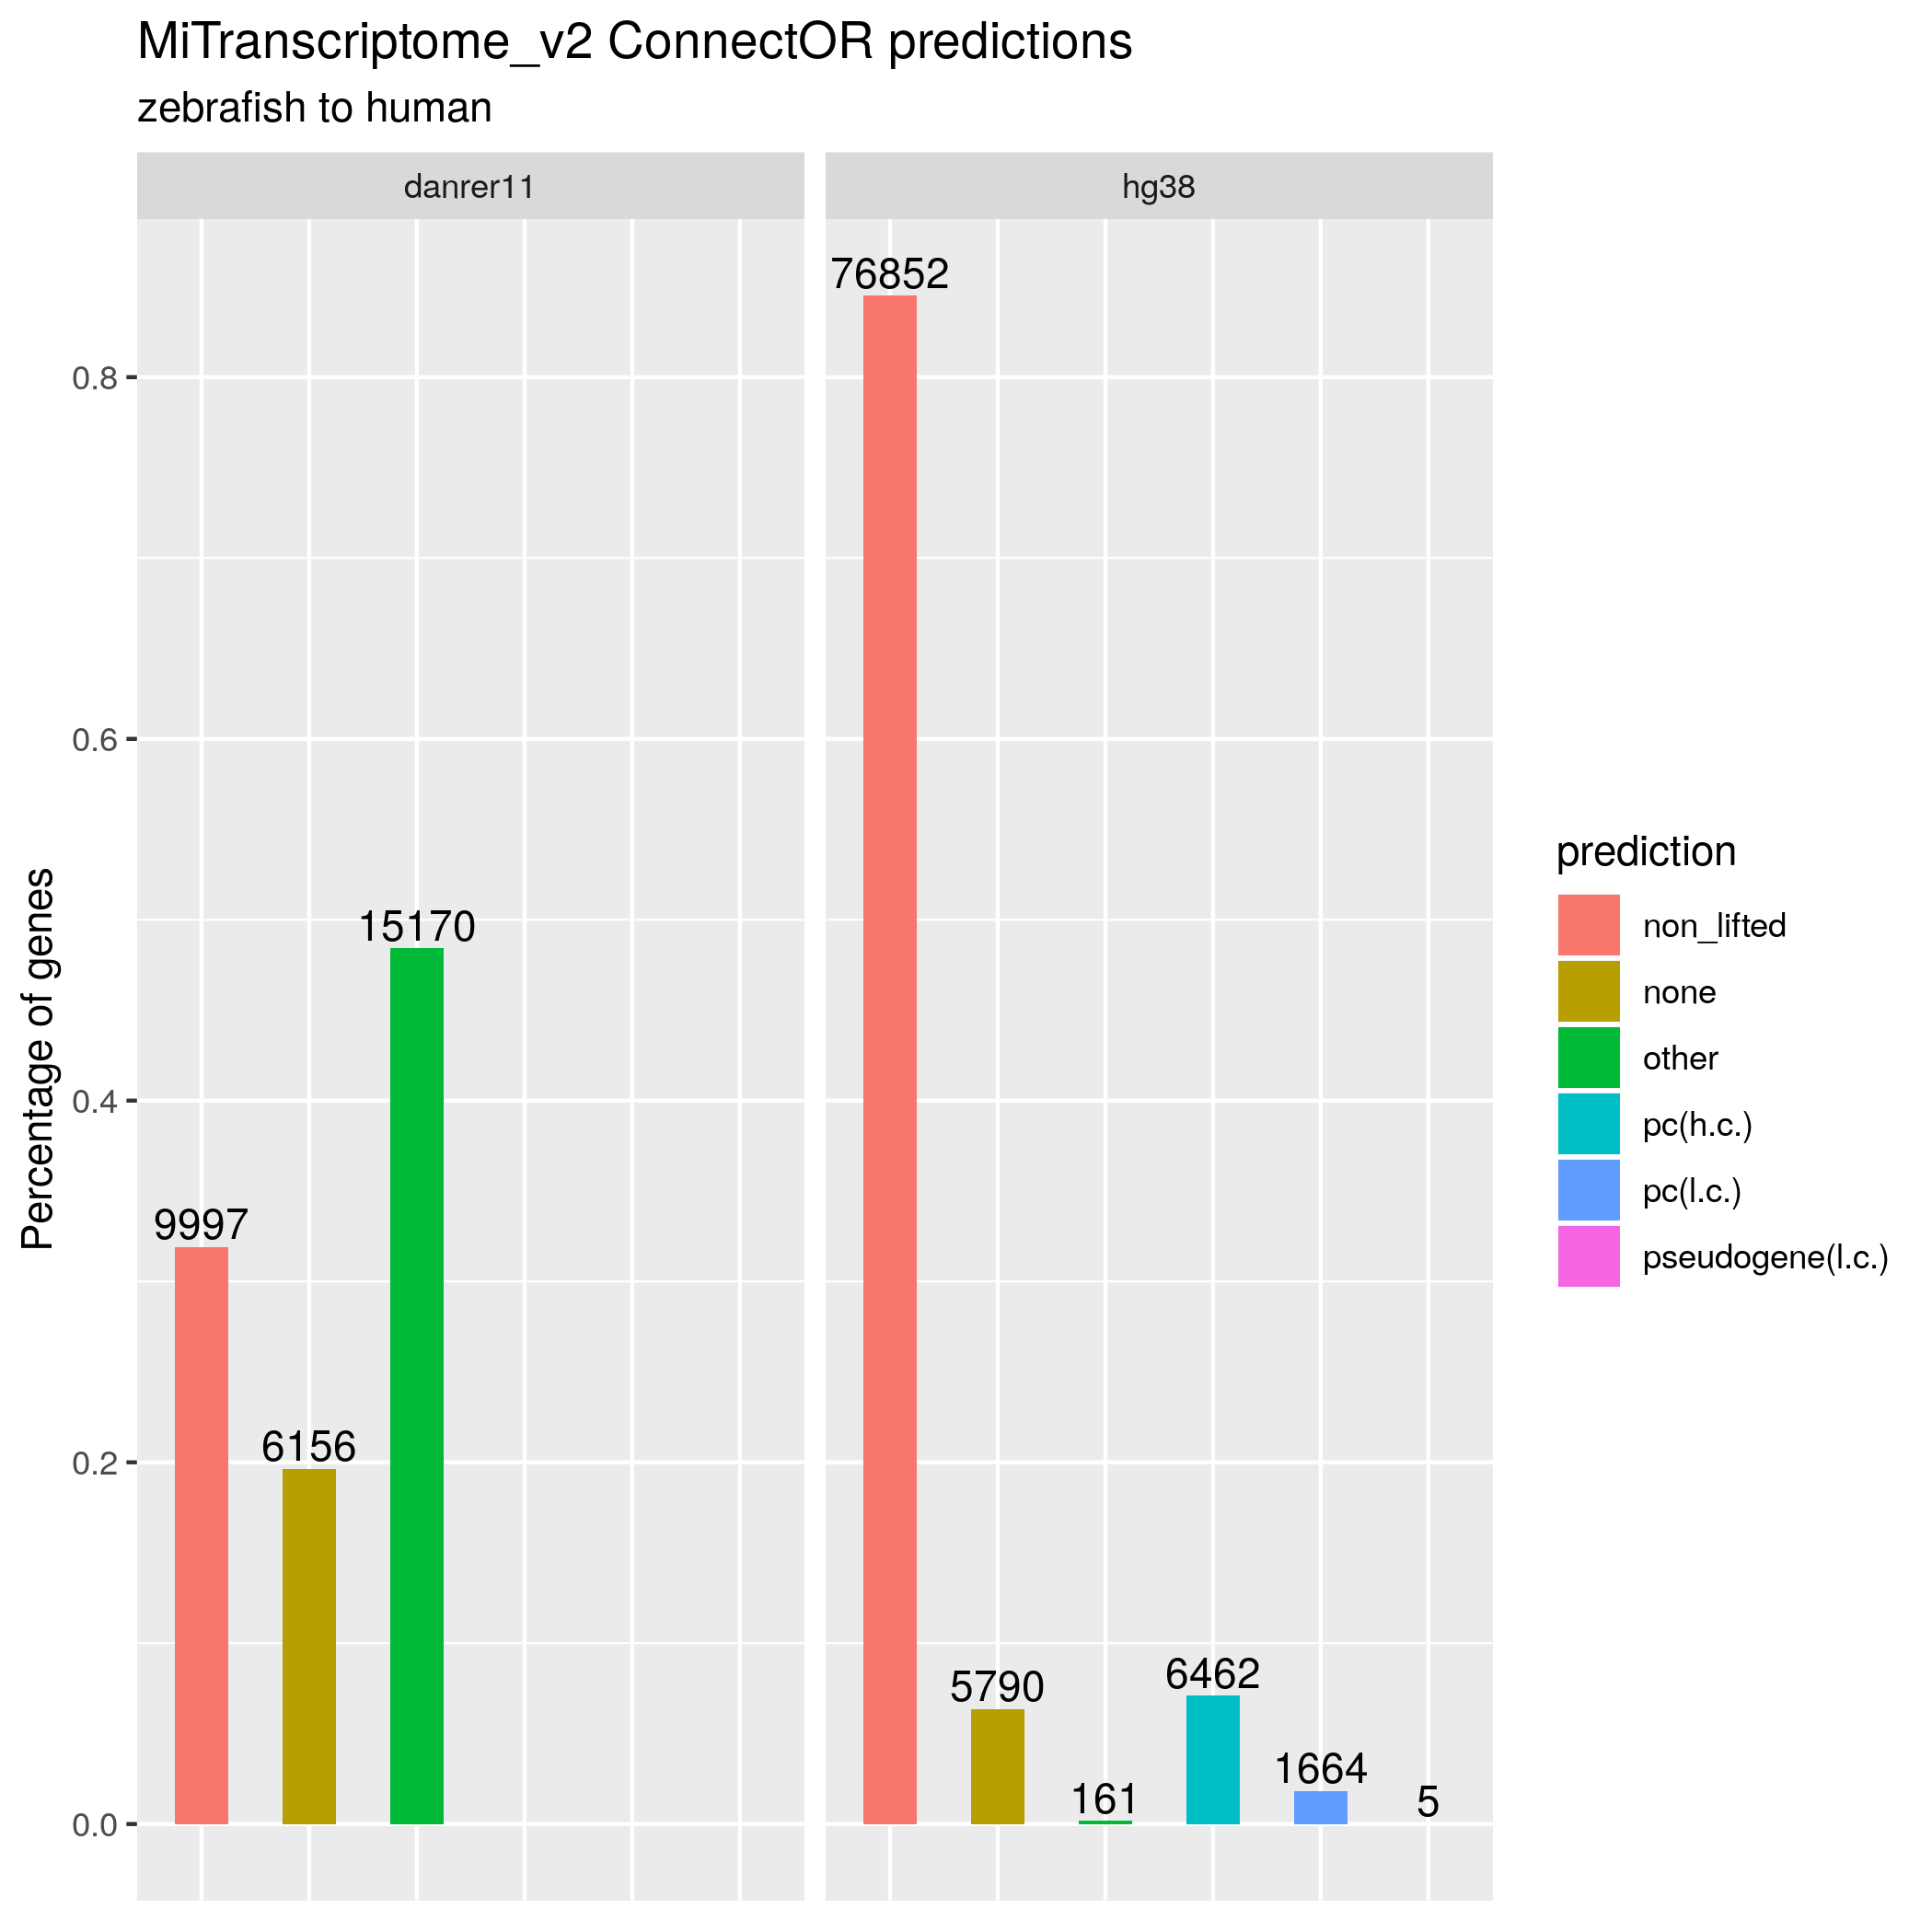 MiTranscriptome_v2 ConnectOR predictions
zebrafish to human
danrer11
hg38
Percentage of genes
0.8
0.6
0.4
0.2
0.0
9997
6156
15170
76852
5790
161
6462
1664
5
prediction
non_lifted
none
other
pc(h.c.)
pc(l.c.)
pseudogene(l.c.)